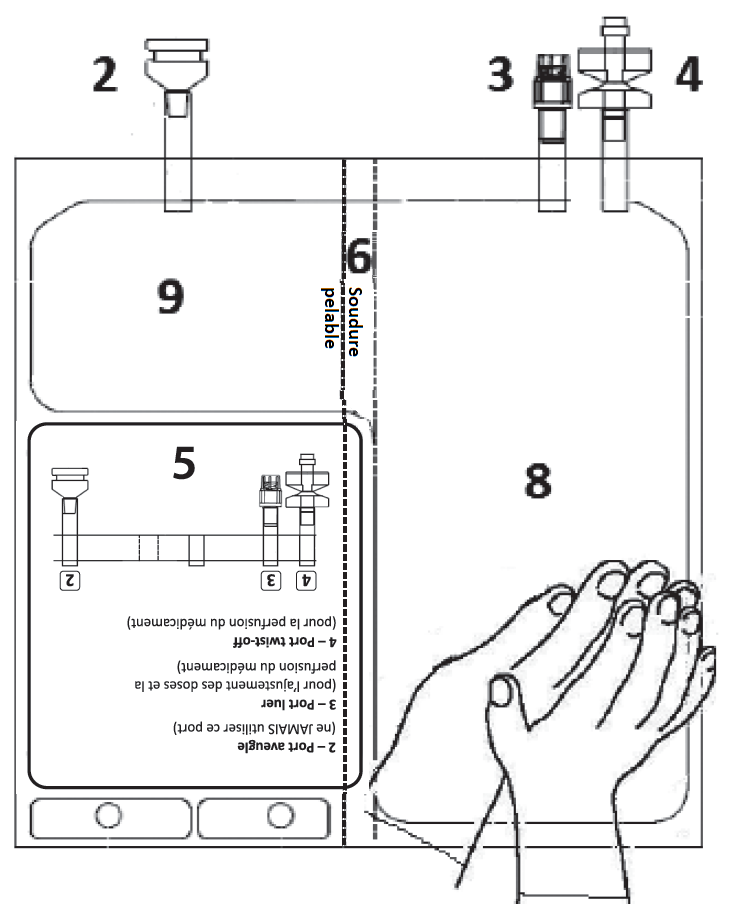 2
3
4
6
Soudure
pelable
9
5
8
2
3
4
2 – Port aveugle
(ne JAMAIS utiliser ce port)
3 – Port luer
(pour l'ajustement des doses et la
perfusion du médicament)
4 – Port twist-off
(pour la perfusion du médicament)